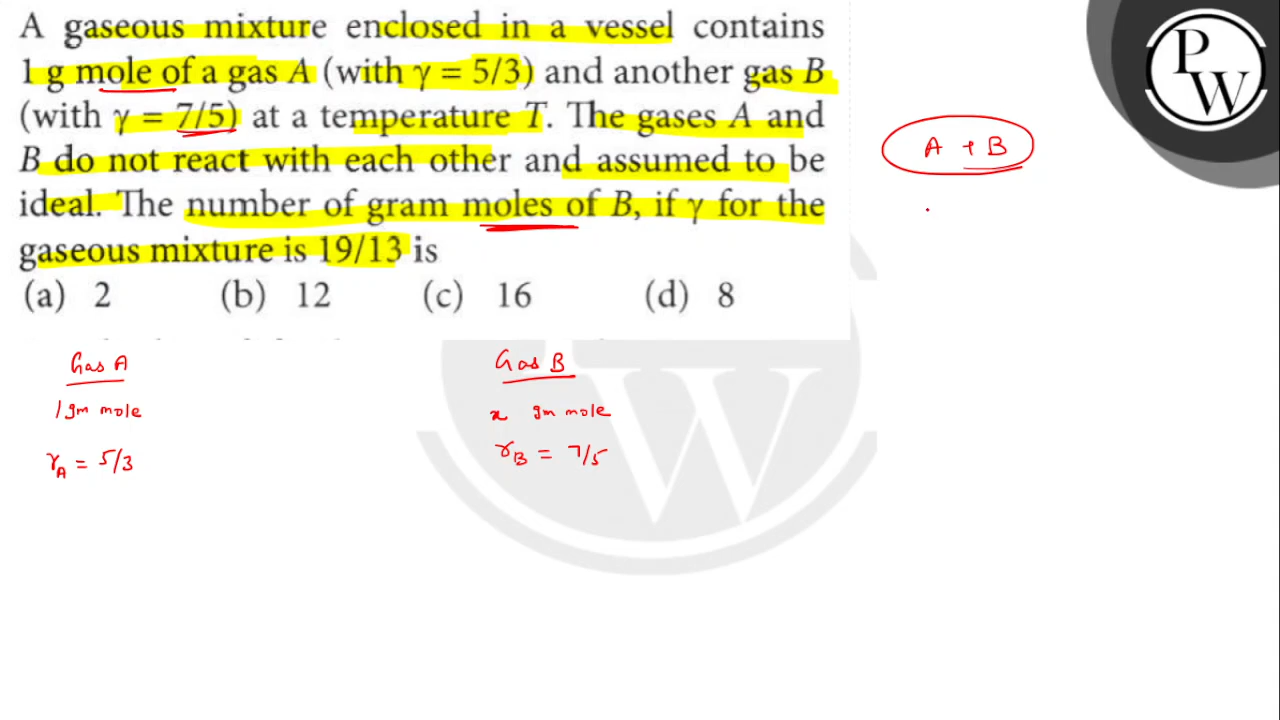 A gaseous mixture enclosed in a vessel contains
1 g mole of a gas A (with γ = 5/3) and another gas B
(with γ = 7/5) at a temperature T. The gases A and
B do not react with each other and assumed to be
ideal. The number of gram moles of B, if γ for the
gaseous mixture is 19/13 is
(a) 2 (b) 12 (c) 16 (d) 8
P
W
A + B
Gas A Gas B
1 gm mole x gm mole
γA = 5/3 γB = 7/5
W